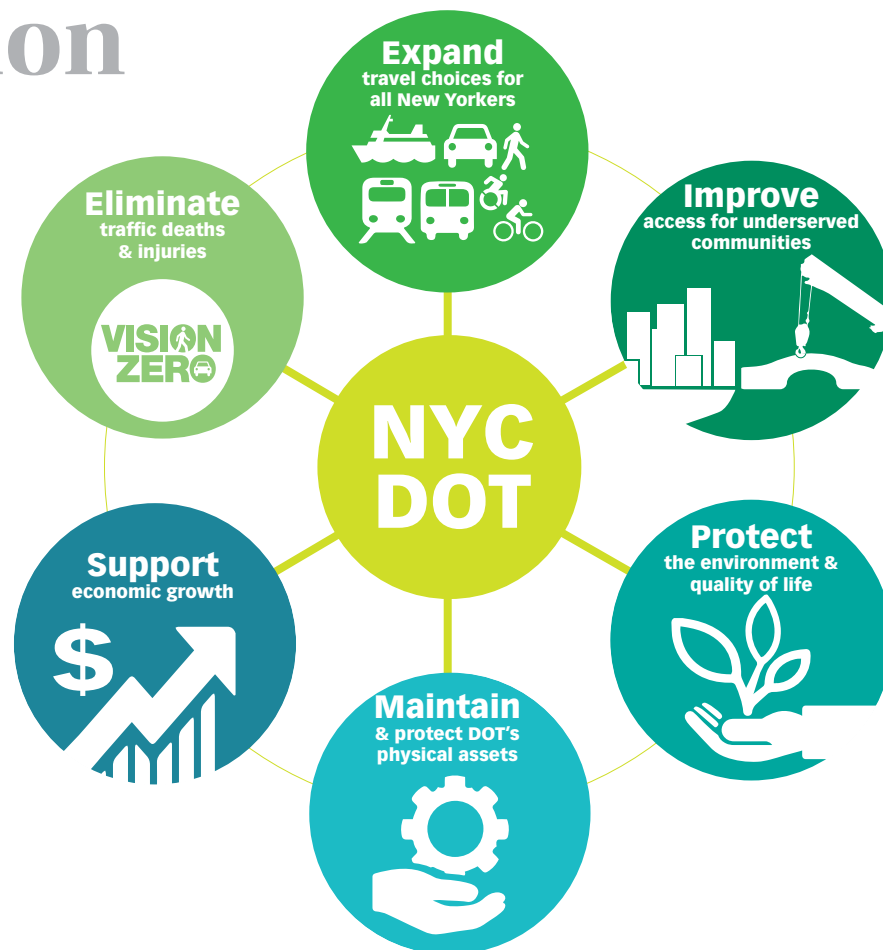 ion
Expand
travel choices for
all New Yorkers
Improve
access for underserved
communities
Protect
the environment &
quality of life
Maintain
& protect DOT's
physical assets
Support
economic growth
$
Eliminate
traffic deaths
& injuries
VISION
ZERO
NYC
DOT